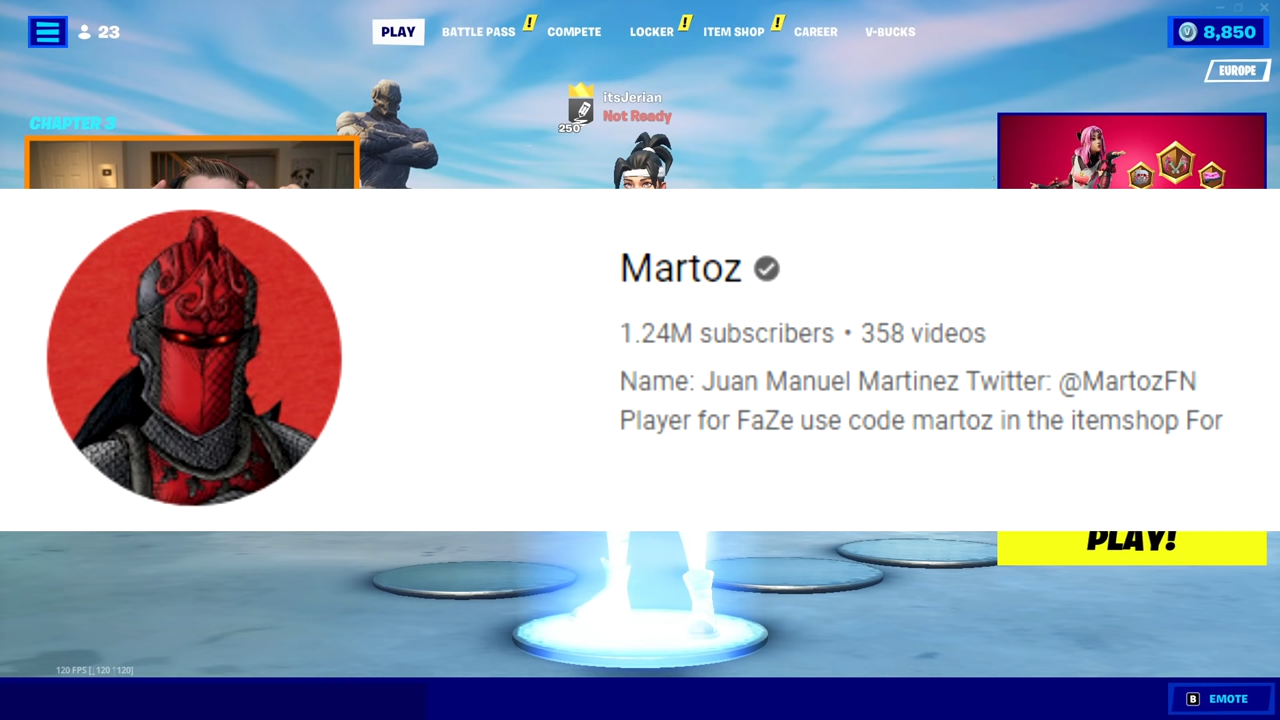 23
PLAY
BATTLE PASS !
COMPETE
LOCKER !
ITEM SHOP !
CAREER
V-BUCKS
8,850
EUROPE
itsJerian
Not Ready
250
CHAPTER 3
Martoz
1.24M subscribers • 358 videos
Name: Juan Manuel Martinez Twitter: @MartozFN
Player for FaZe use code martoz in the itemshop For
PLAY!
120 FPS [↓120 ↑120]
B EMOTE